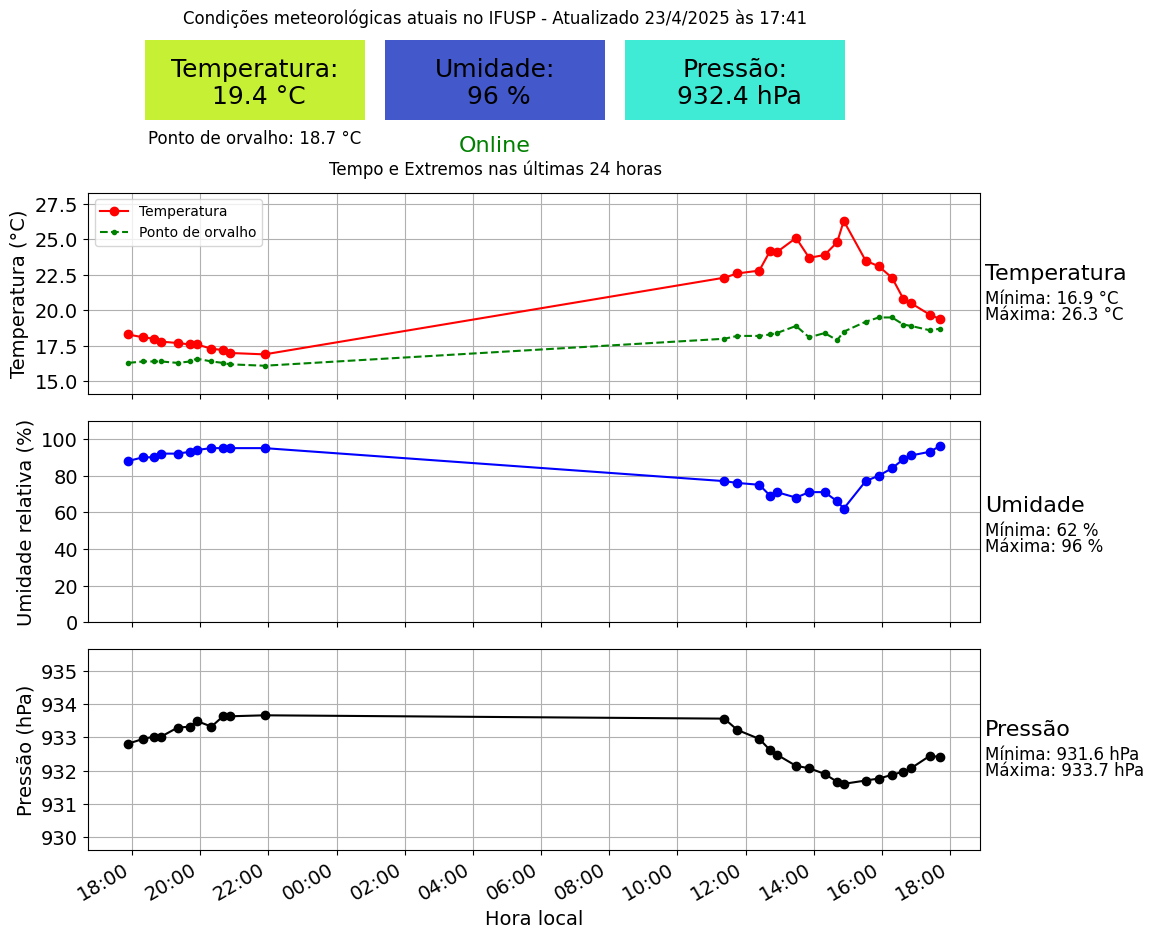 Condições meteorológicas atuais no IFUSP - Atualizado 23/4/2025 às 17:41
Temperatura:
19.4 °C
Umidade:
96 %
Pressão:
932.4 hPa
Ponto de orvalho: 18.7 °C
Online
Tempo e Extremos nas últimas 24 horas
Temperatura (°C)
27.5
25.0
22.5
20.0
17.5
15.0
Temperatura
Ponto de orvalho
Temperatura
Mínima: 16.9 °C
Máxima: 26.3 °C
Umidade relativa (%)
100
80
60
40
20
0
Umidade
Mínima: 62 %
Máxima: 96 %
Pressão (hPa)
935
934
933
932
931
930
Pressão
Mínima: 931.6 hPa
Máxima: 933.7 hPa
18:00 20:00 22:00 00:00 02:00 04:00 06:00 08:00 10:00 12:00 14:00 16:00 18:00
Hora local